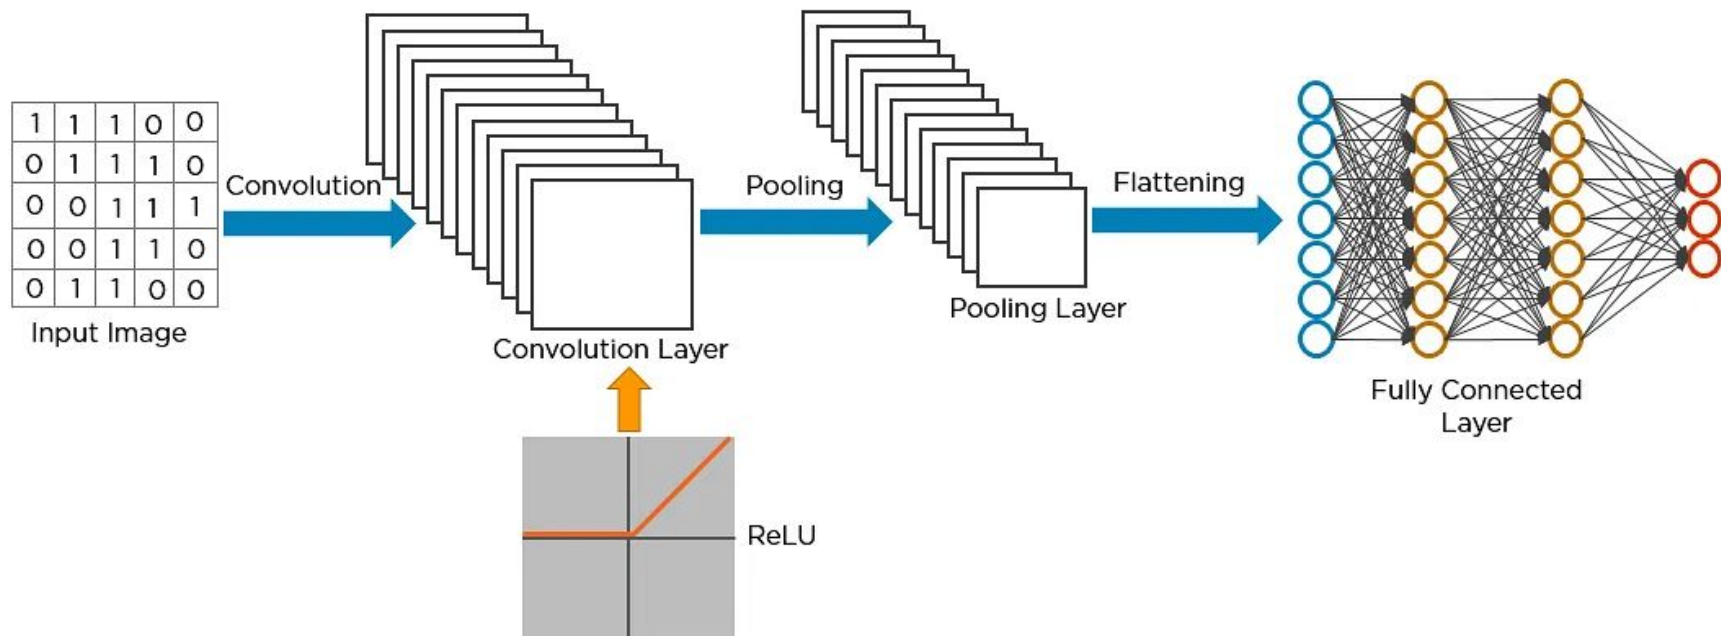 1 1 1 0 0
0 1 1 1 0
0 0 1 1 1
0 0 1 1 0
0 1 1 0 0
Input Image
Convolution
Convolution Layer
ReLU
Pooling
Pooling Layer
Flattening
Fully Connected
Layer